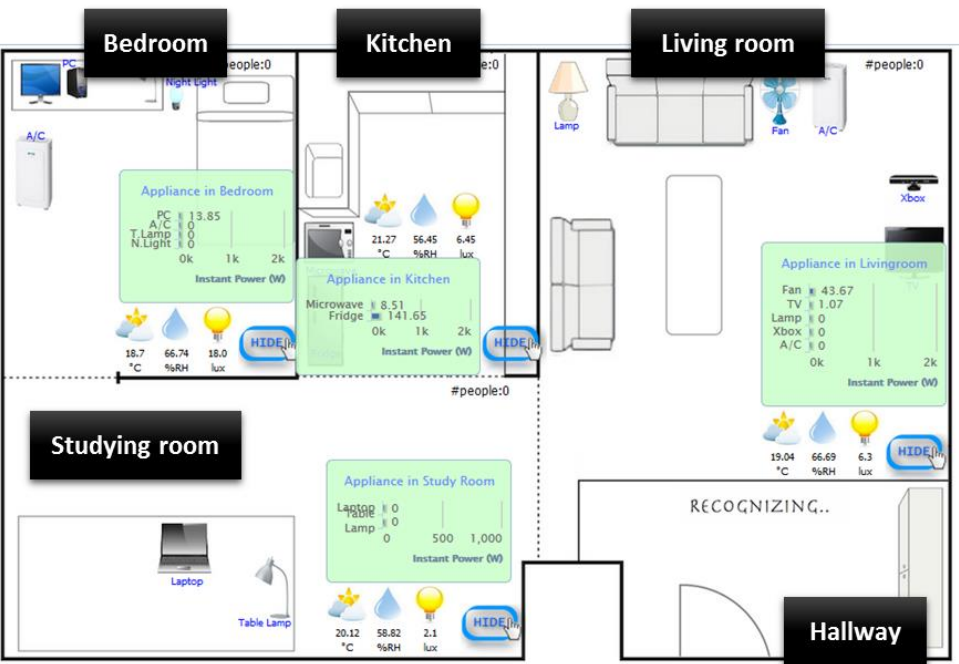 Bedroom
Kitchen
Living room
PC
Night Light
eople:0
e:0
#people:0
A/C
Lamp
Fan
A/C
Xbox
TV
Appliance in Bedroom
PC 13.85
A/C 0
T.Lamp 0
N.Light 0
0k 1k 2k
Instant Power (W)
18.7 66.74 18.0
°C %RH lux
HIDE
21.27 56.45 6.45
°C %RH lux
Microwave
Appliance in Kitchen
Microwave 8.51
Fridge 141.65
0k 1k 2k
Instant Power (W)
HIDE
Appliance in Livingroom
Fan 43.67
TV 1.07
Lamp 0
Xbox 0
A/C 0
0k 1k 2k
Instant Power (W)
19.04 66.69 6.3
°C %RH lux
HIDE
#people:0
Studying room
Appliance in Study Room
Laptop 0
Table
Lamp 0
0 500 1,000
Instant Power (W)
20.12 58.82 2.1
°C %RH lux
HIDE
Laptop
Table Lamp
RECOGNIZING..
Hallway